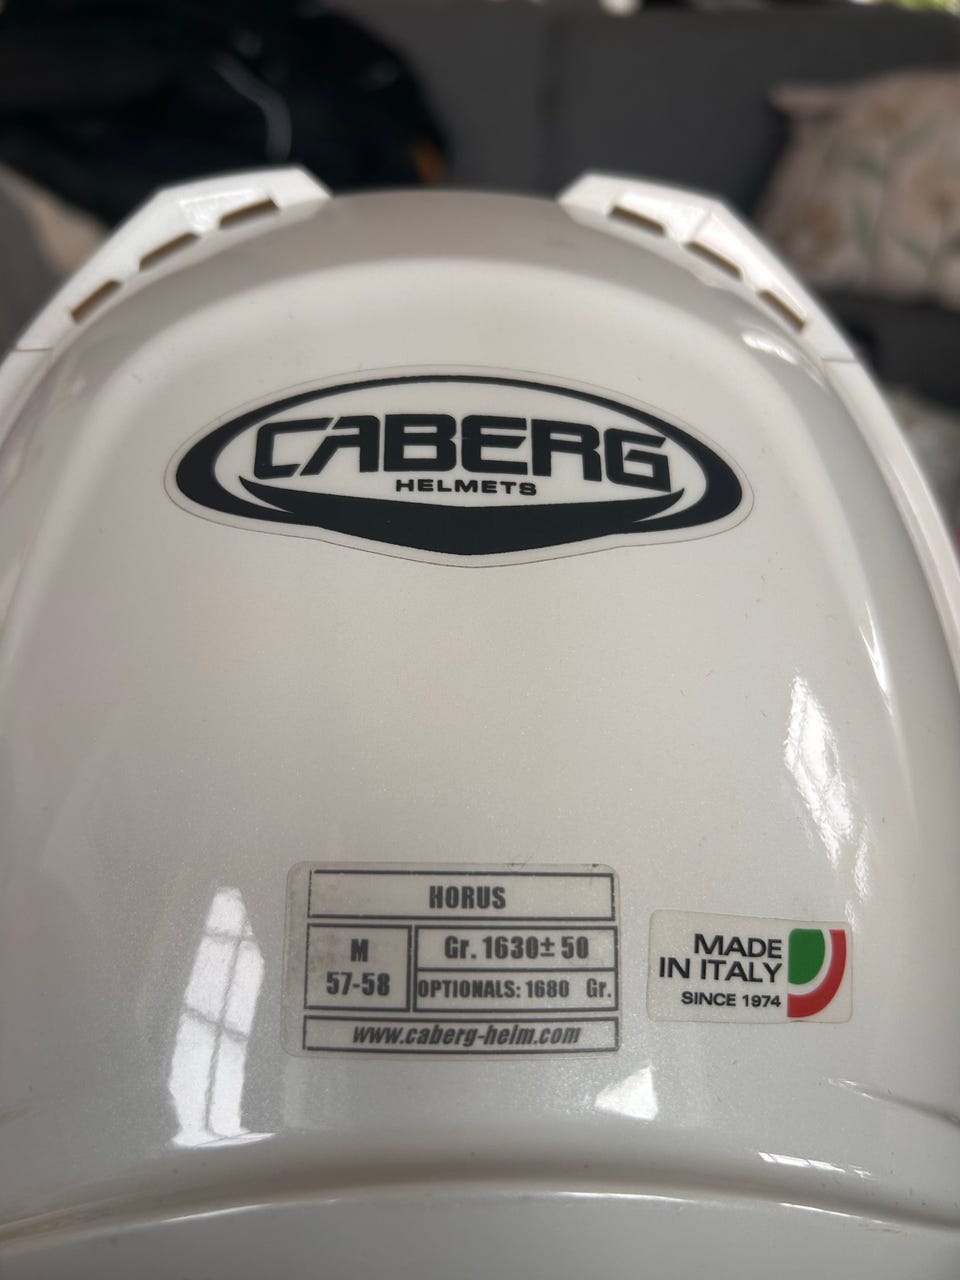 CABERG
HELMETS
HORUS
M
57-58
Gr. 1630± 50
OPTIONALS: 1680 Gr.
www.caberg-helm.com
MADE
IN ITALY
SINCE 1974